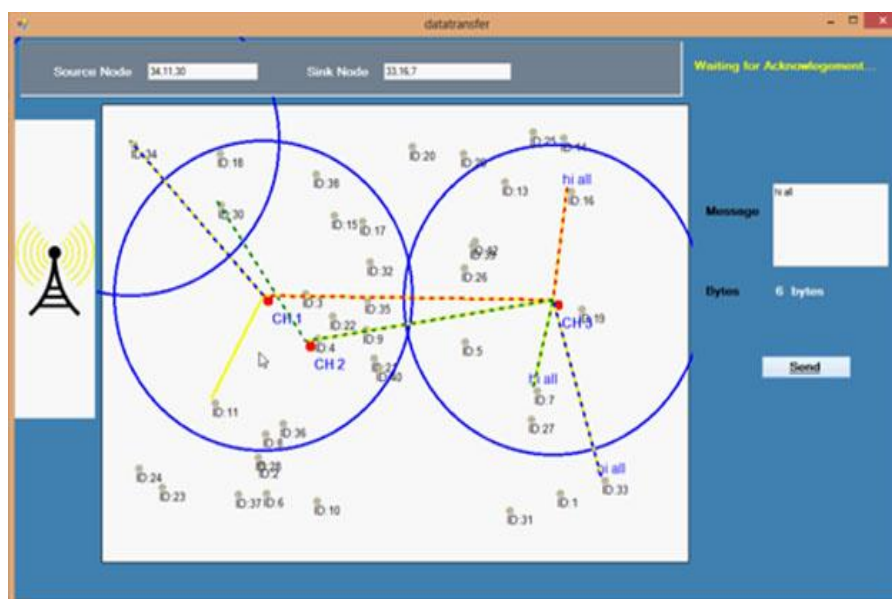 datatransfer
Source Node 34,11,30 Sink Node 33,16,7
Waiting for Acknowlegement...
ID:34
ID:18
ID:20
ID:25
ID:38
ID:13
hi all
ID:16
ID:30
ID:15
ID:17
ID:32
ID:26
ID:3
ID:35
CH 1
ID:22
ID:9
ID:4
CH 2
ID:40
ID:5
CH 3
ID:19
hi all
ID:7
ID:11
ID:36
ID:8
ID:27
ID:28
ID:2
ID:24
ID:23
ID:37
ID:6
ID:10
hi all
ID:33
ID:1
ID:31
Message hi all
Bytes 6 bytes
Send